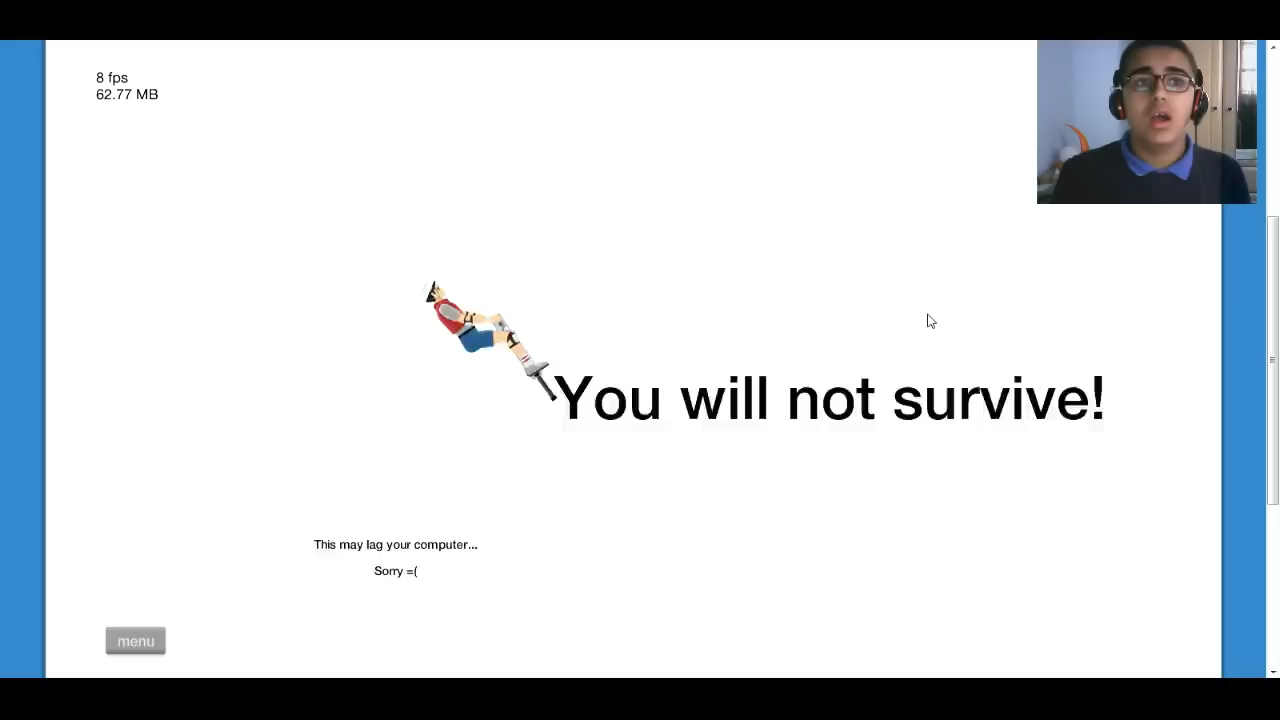 8 fps
62.77 MB
You will not survive!
This may lag your computer...
Sorry =(
menu